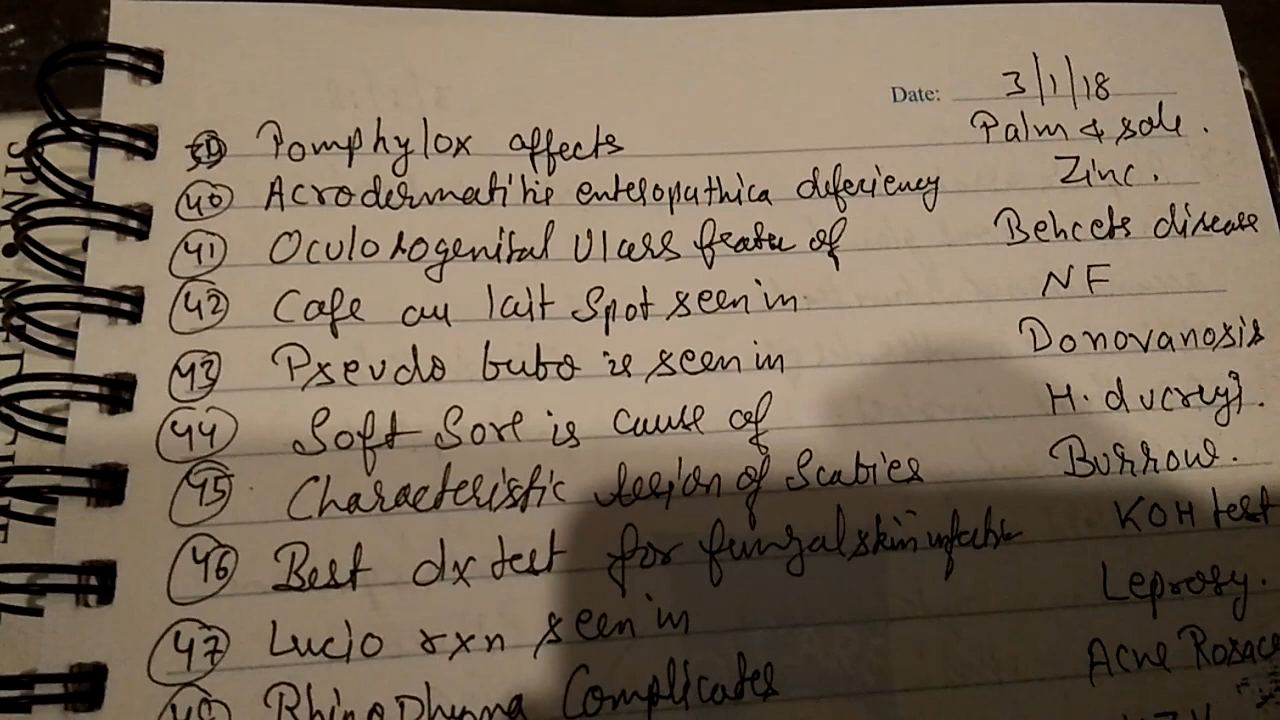 Date: 3/1/18
Pomphylox affects Palm & sole.
40 Acrodermatitis enteropathica deficiency Zinc.
41 Oculo rogenital Ulcers feature of Behcets disease
42 Cafe au lait Spot seen in NF
43 Pseudo bubo is seen in Donovanosis
44 Soft Sore is cause of H. ducreyi.
45 Characteristic lesion of Scabies Burrow.
46 Best dx test for fungal skin infection KOH test
47 Lucio rxn seen in Leprosy.
Complicates Acne Rosace